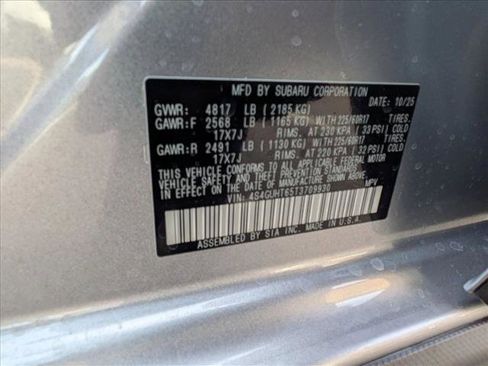 MFD BY SUBARU CORPORATION
GVWR: 4817 LB (2185 KG) DATE: 10/25
GAWR:F 2568 LB (1165 KG) WITH 225/60R17 TIRES.
17X7J RIMS. AT 230 KPA (33 PSI) COLD
GAWR:R 2491 LB (1130 KG) WITH 225/60R17 TIRES.
17X7J RIMS. AT 220 KPA (32 PSI) COLD
THIS VEHICLE CONFORMS TO ALL APPLICABLE FEDERAL MOTOR
VEHICLE SAFETY AND THEFT PREVENTION STANDARDS
IN EFFECT ON THE DATE OF MANUFACTURE SHOWN ABOVE.
VIN: 4S4GUHT6ST3709930 MPV
ASSEMBLED BY SIA INC. MADE IN U.S.A.